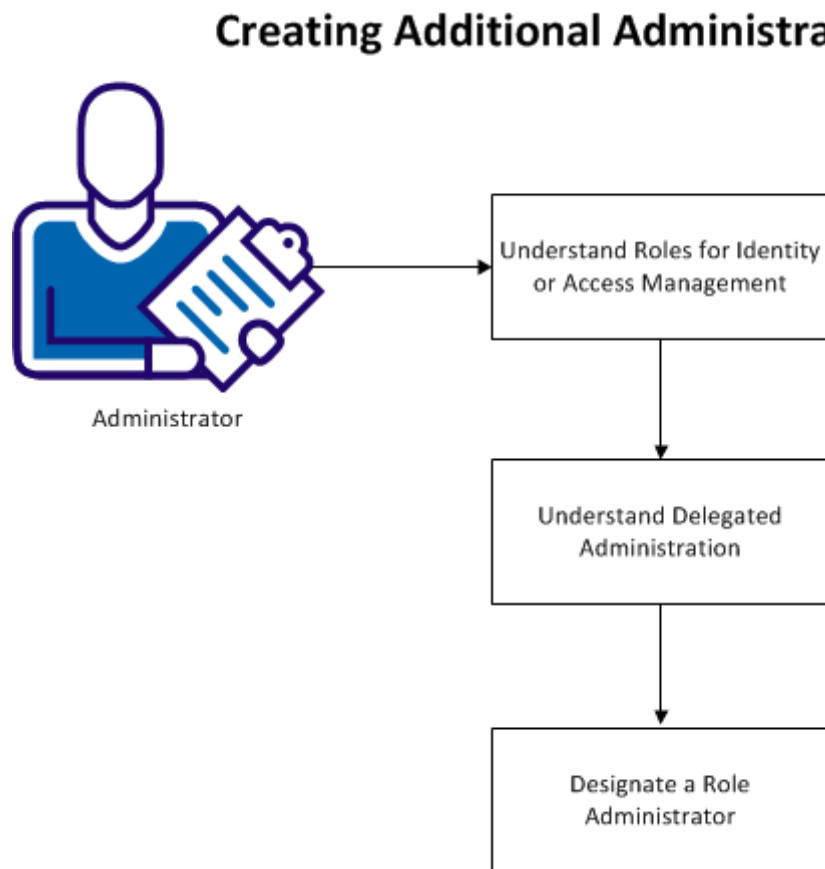 Creating Additional Administra
Understand Roles for Identity
or Access Management
Administrator
Understand Delegated
Administration
Designate a Role
Administrator